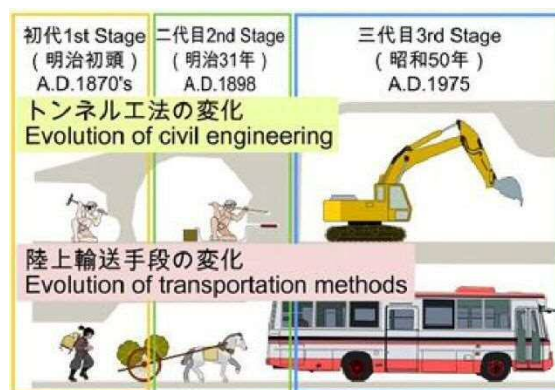 初代1st Stage
（明治初頭）
A.D.1870's
二代目2nd Stage
（明治31年）
A.D.1898
三代目3rd Stage
（昭和50年）
A.D.1975
トンネル工法の変化
Evolution of civil engineering
陸上輸送手段の変化
Evolution of transportation methods